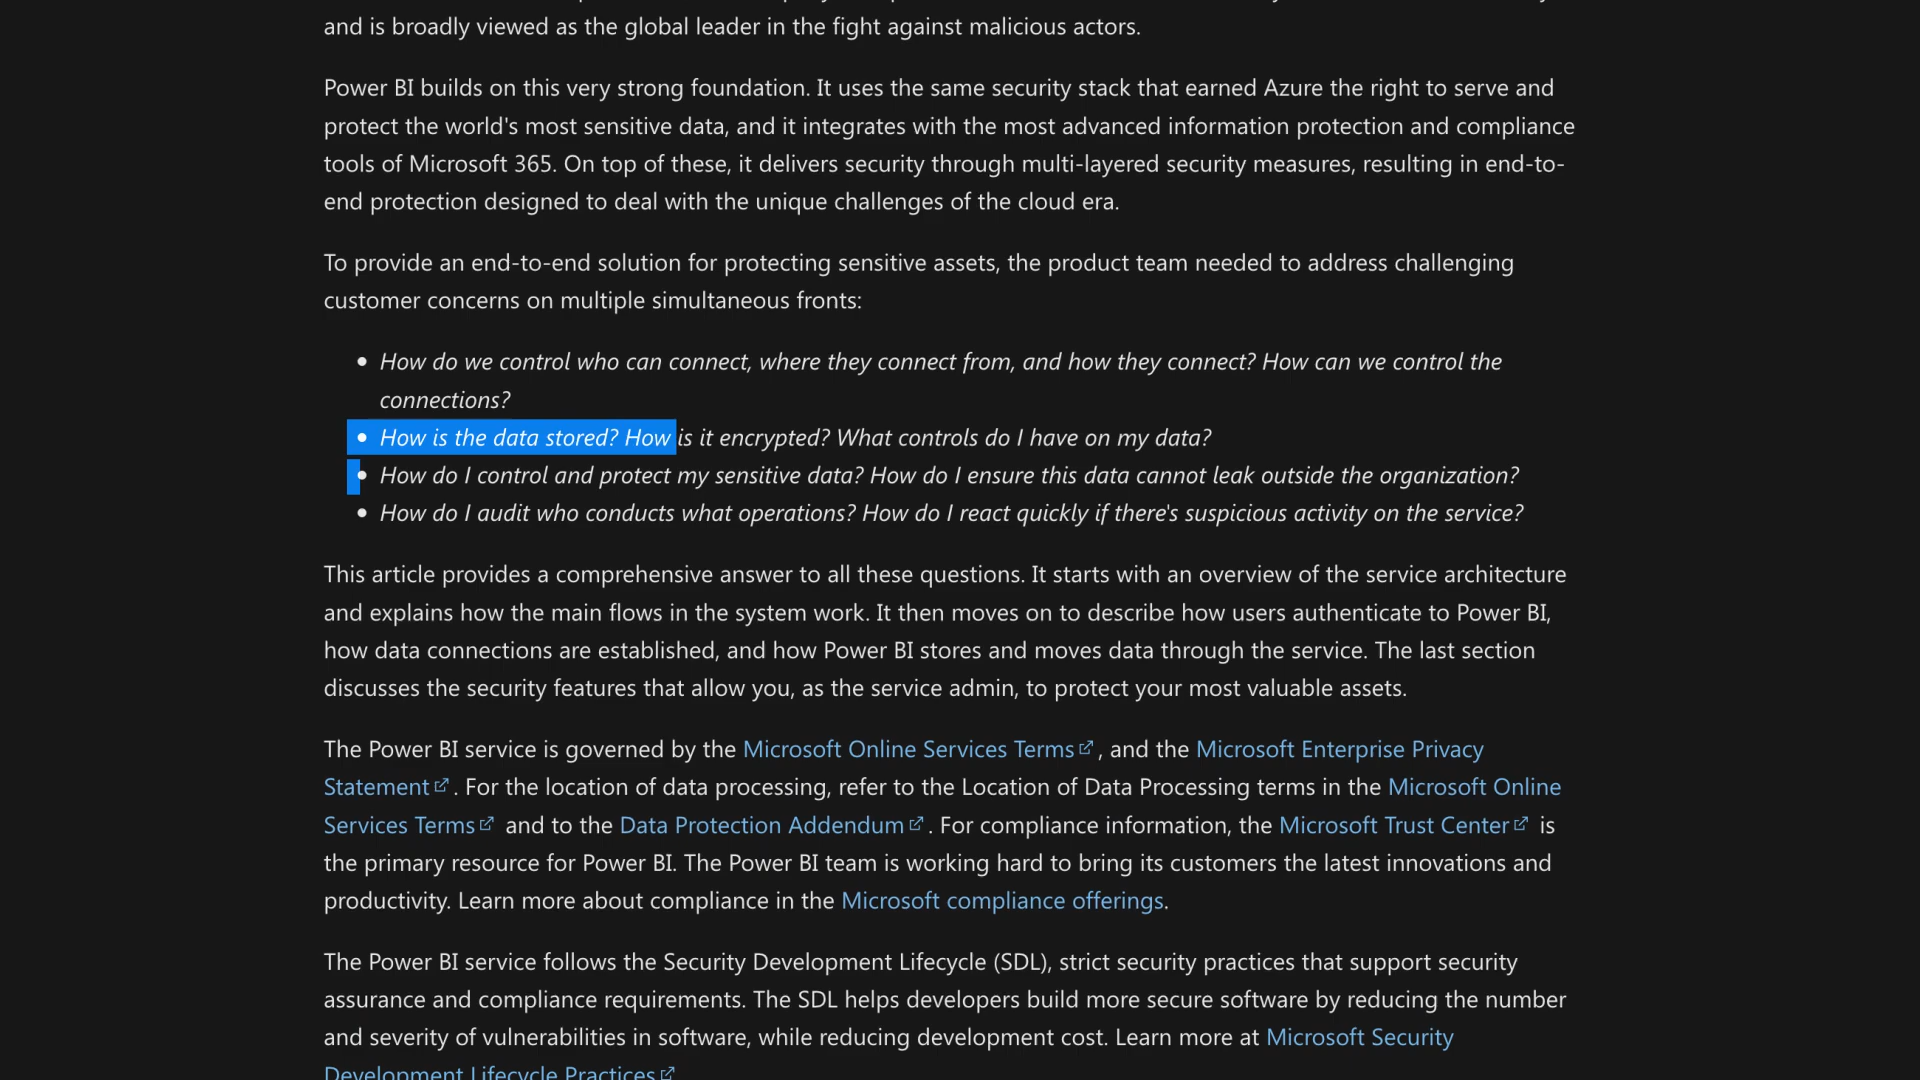 and is broadly viewed as the global leader in the fight against malicious actors.
Power BI builds on this very strong foundation. It uses the same security stack that earned Azure the right to serve and
protect the world's most sensitive data, and it integrates with the most advanced information protection and compliance
tools of Microsoft 365. On top of these, it delivers security through multi-layered security measures, resulting in end-to-
end protection designed to deal with the unique challenges of the cloud era.
To provide an end-to-end solution for protecting sensitive assets, the product team needed to address challenging
customer concerns on multiple simultaneous fronts:
• How do we control who can connect, where they connect from, and how they connect? How can we control the
connections?
• How is the data stored? How is it encrypted? What controls do I have on my data?
• How do I control and protect my sensitive data? How do I ensure this data cannot leak outside the organization?
• How do I audit who conducts what operations? How do I react quickly if there's suspicious activity on the service?
This article provides a comprehensive answer to all these questions. It starts with an overview of the service architecture
and explains how the main flows in the system work. It then moves on to describe how users authenticate to Power BI,
how data connections are established, and how Power BI stores and moves data through the service. The last section
discusses the security features that allow you, as the service admin, to protect your most valuable assets.
The Power BI service is governed by the Microsoft Online Services Terms, and the Microsoft Enterprise Privacy
Statement. For the location of data processing, refer to the Location of Data Processing terms in the Microsoft Online
Services Terms and to the Data Protection Addendum. For compliance information, the Microsoft Trust Center is
the primary resource for Power BI. The Power BI team is working hard to bring its customers the latest innovations and
productivity. Learn more about compliance in the Microsoft compliance offerings.
The Power BI service follows the Security Development Lifecycle (SDL), strict security practices that support security
assurance and compliance requirements. The SDL helps developers build more secure software by reducing the number
and severity of vulnerabilities in software, while reducing development cost. Learn more at Microsoft Security
Development Lifecycle Practices